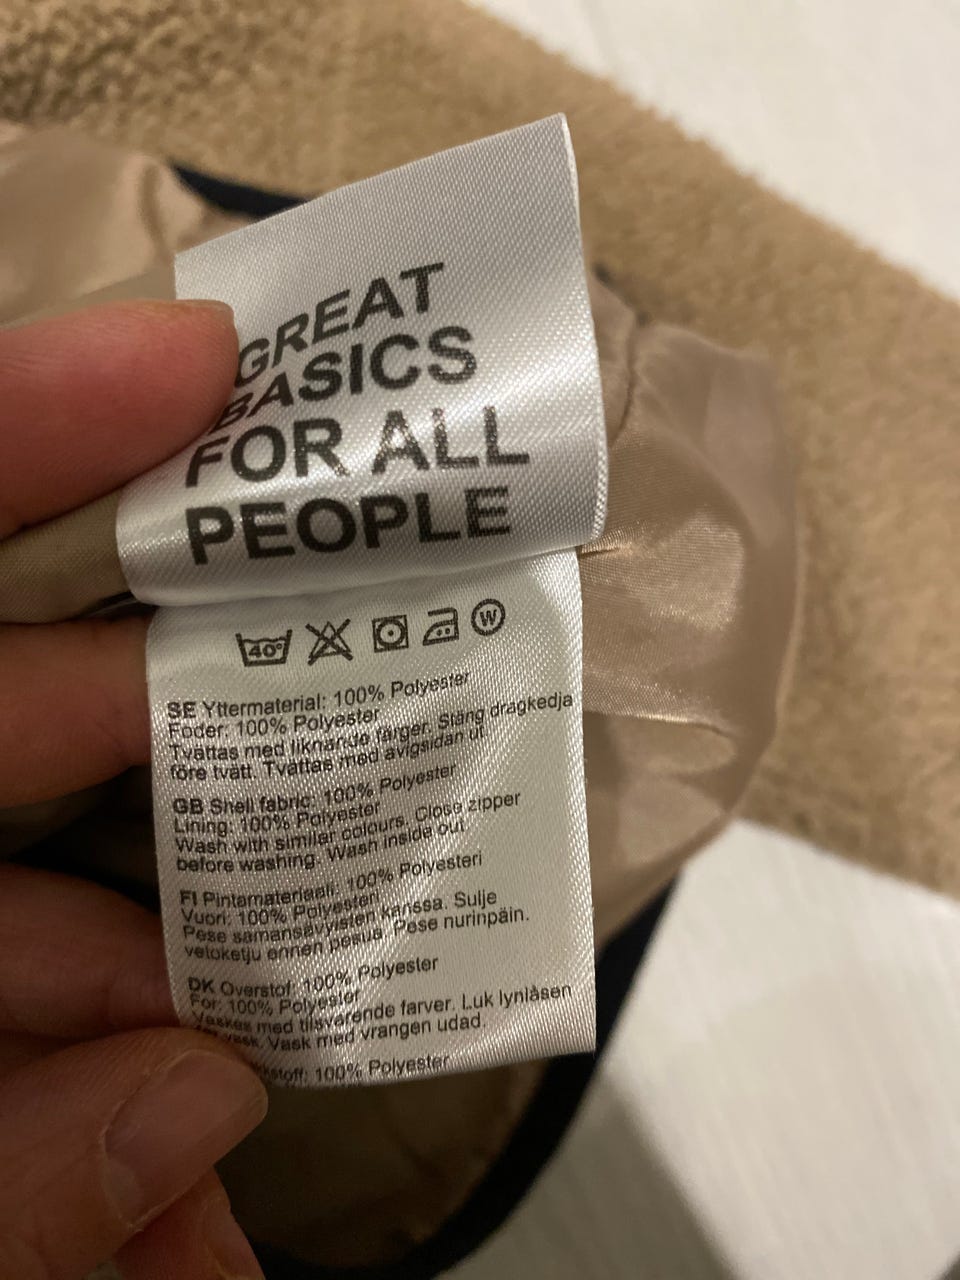 GREAT
BASICS
FOR ALL
PEOPLE
40°
W
SE Yttermaterial: 100% Polyester
Foder: 100% Polyester
Tvättas med liknande färger. Stäng dragkedja
före tvätt. Tvättas med avigsidan ut
GB Shell fabric: 100% Polyester
Lining: 100% Polyester
Wash with similar colours. Close zipper
before washing. Wash inside out
FI Pintamateriaali: 100% Polyesteri
Vuori: 100% Polyesteri
Pese samansävyisten kanssa. Sulje
vetoketju ennen pesua. Pese nurinpäin.
DK Overstof: 100% Polyester
For: 100% Polyester
Vaskes med tilsvarende farver. Luk lynlåsen
vask. Vask med vrangen udad.
100% Polyester